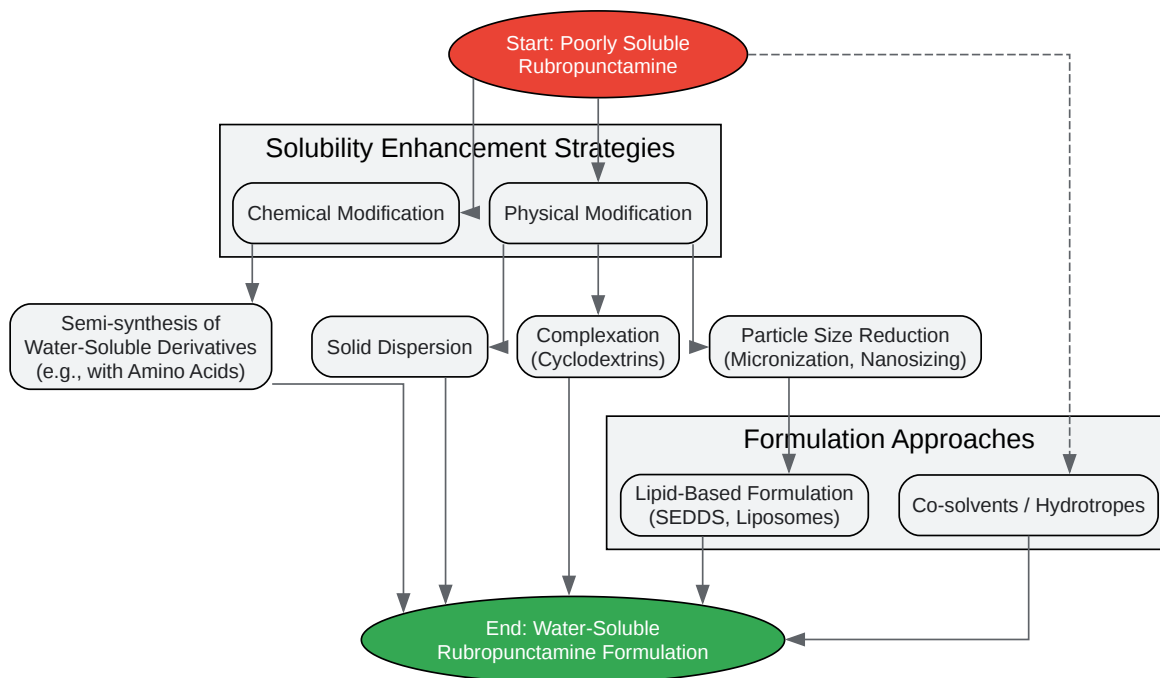 Start: Poorly Soluble
Rubropunctamine
Solubility Enhancement Strategies
Chemical Modification
Physical Modification
Semi-synthesis of
Water-Soluble Derivatives
(e.g., with Amino Acids)
Solid Dispersion
Complexation
(Cyclodextrins)
Particle Size Reduction
(Micronization, Nanosizing)
Formulation Approaches
Lipid-Based Formulation
(SEDDS, Liposomes)
Co-solvents / Hydrotropes
End: Water-Soluble
Rubropunctamine Formulation